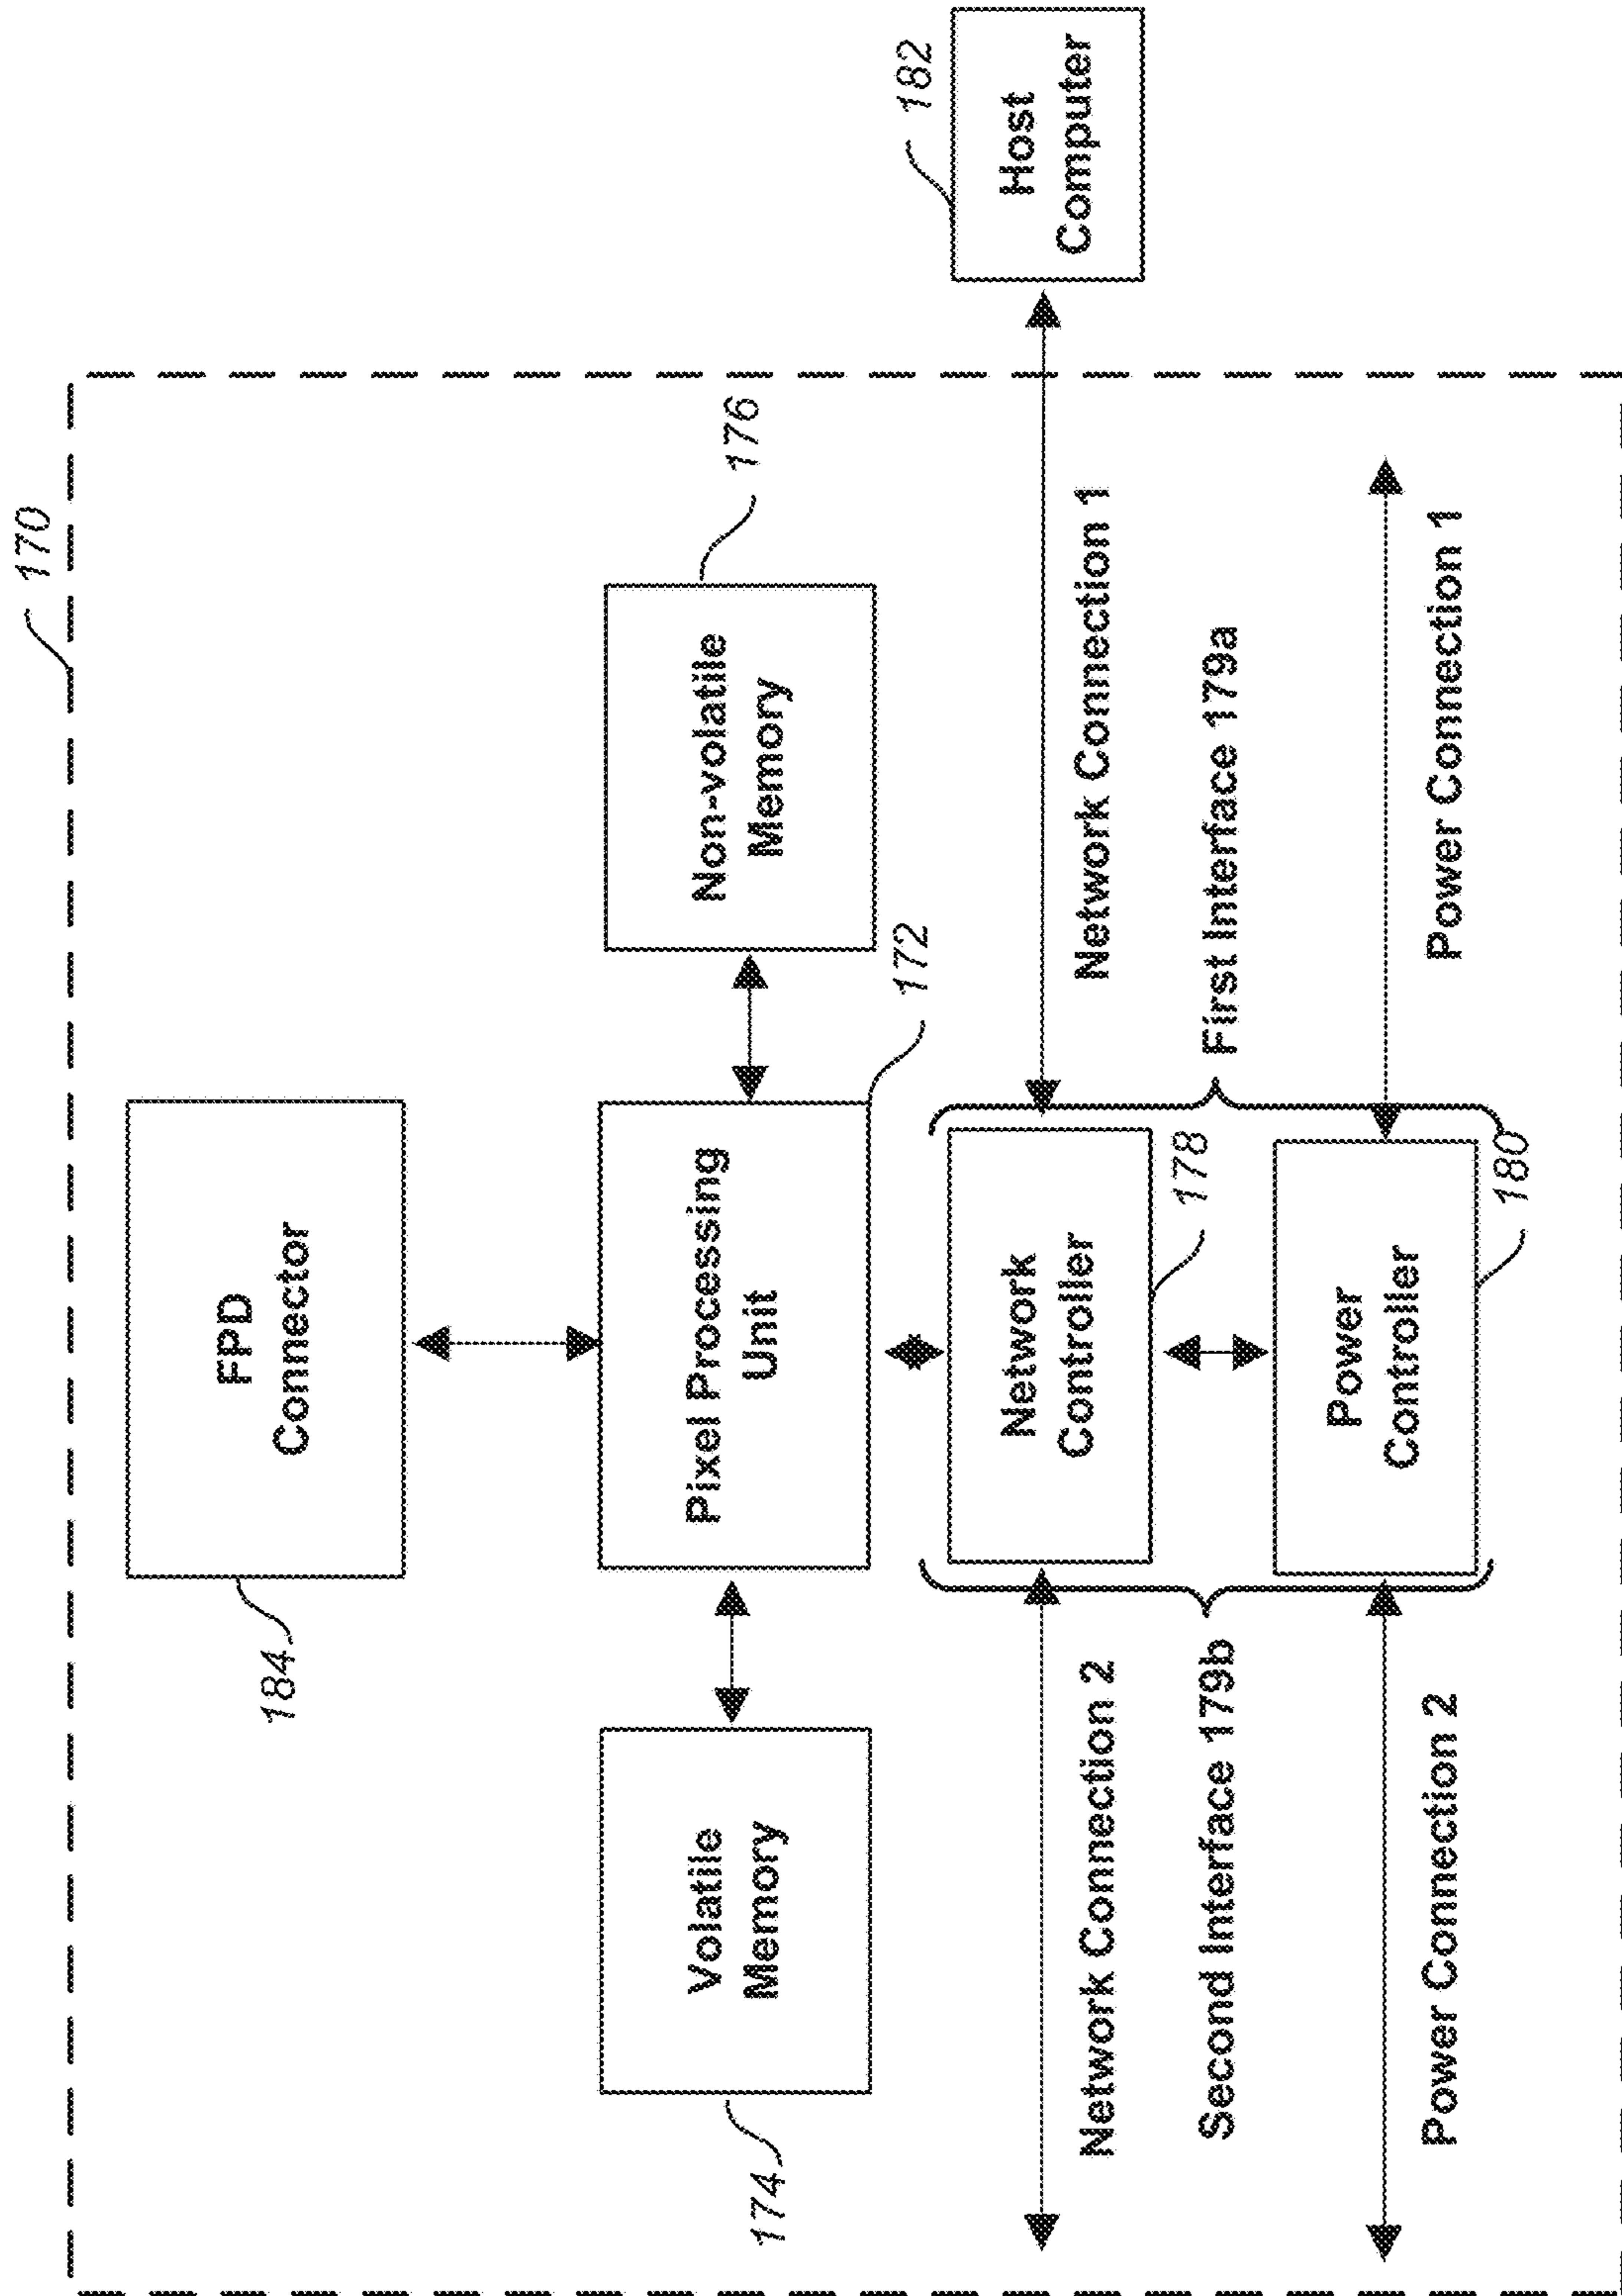 170
FPD
Connector
184
Pixel Processing
Unit
172
Volatile
Memory
174
Non-volatile
Memory
176
Network
Controller
178
Power
Controller
180
Host
Computer
182
Network Connection 2
Network Connection 1
Second Interface 179b
First Interface 179a
Power Connection 2
Power Connection 1